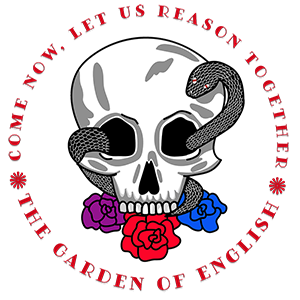 COME NOW, LET US REASON TOGETHER
THE GARDEN OF ENGLISH